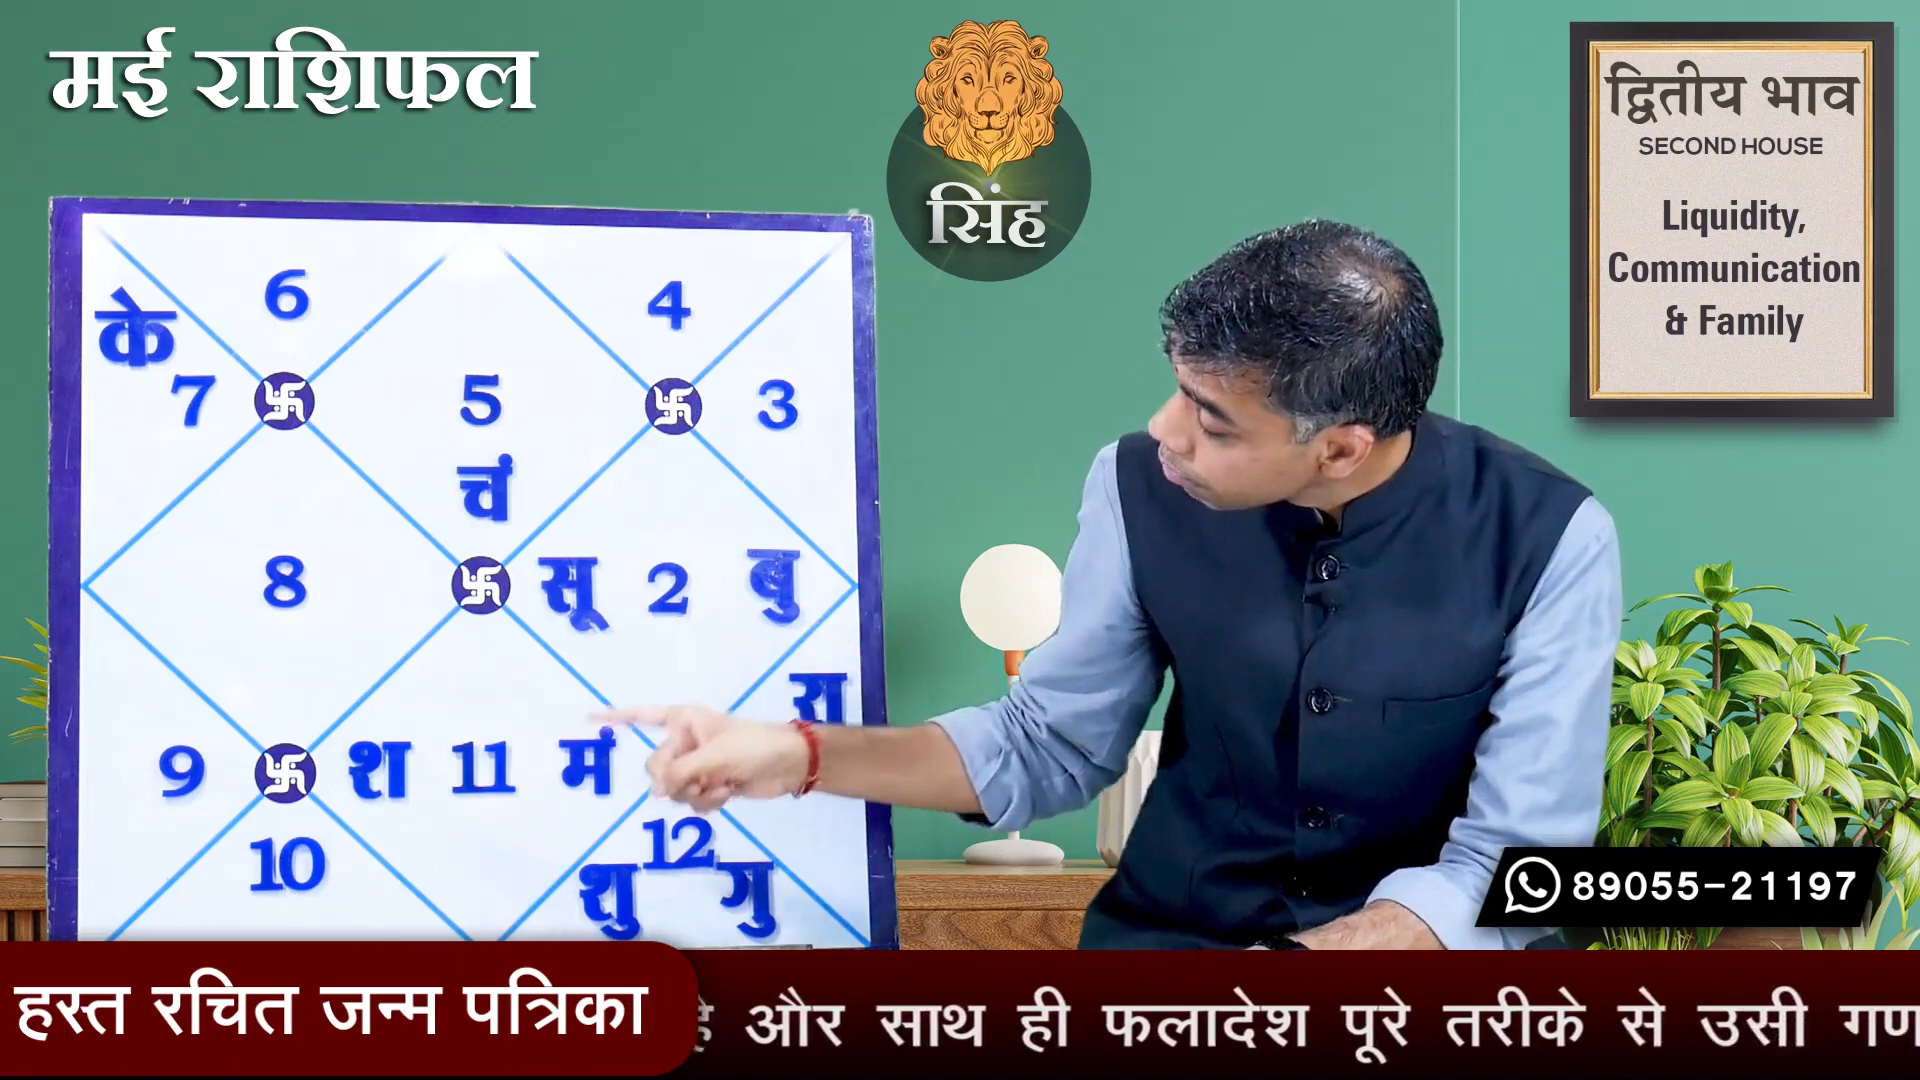 मई राशिफल
सिंह
द्वितीय भाव
SECOND HOUSE
Liquidity,
Communication
& Family
6
4
के
7
5
3
चं
8
सू 2 बु
रा
9
श 11 मं
10
12
शु गु
89055-21197
हस्त रचित जन्म पत्रिका
है और साथ ही फलादेश पूरे तरीके से उसी गण